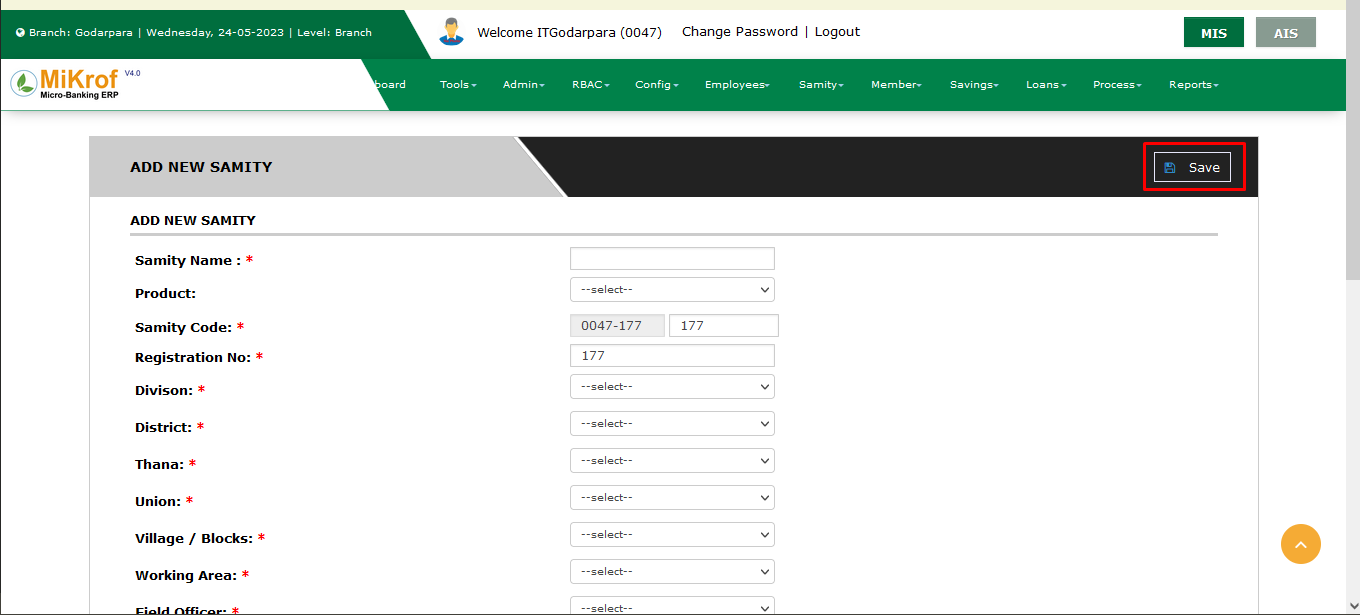 Branch: Godarpara | Wednesday, 24-05-2023 | Level: Branch
Welcome ITGodarpara (0047) Change Password | Logout
MIS AIS
MiKrof V4.0
Micro-Banking ERP
board Tools Admin RBAC Config Employees Samity Member Savings Loans Process Reports
ADD NEW SAMITY
Save
ADD NEW SAMITY
Samity Name : *
Product: --select--
Samity Code: * 0047-177 177
Registration No: * 177
Divison: * --select--
District: * --select--
Thana: * --select--
Union: * --select--
Village / Blocks: * --select--
Working Area: * --select--
Field Officer: * --select--